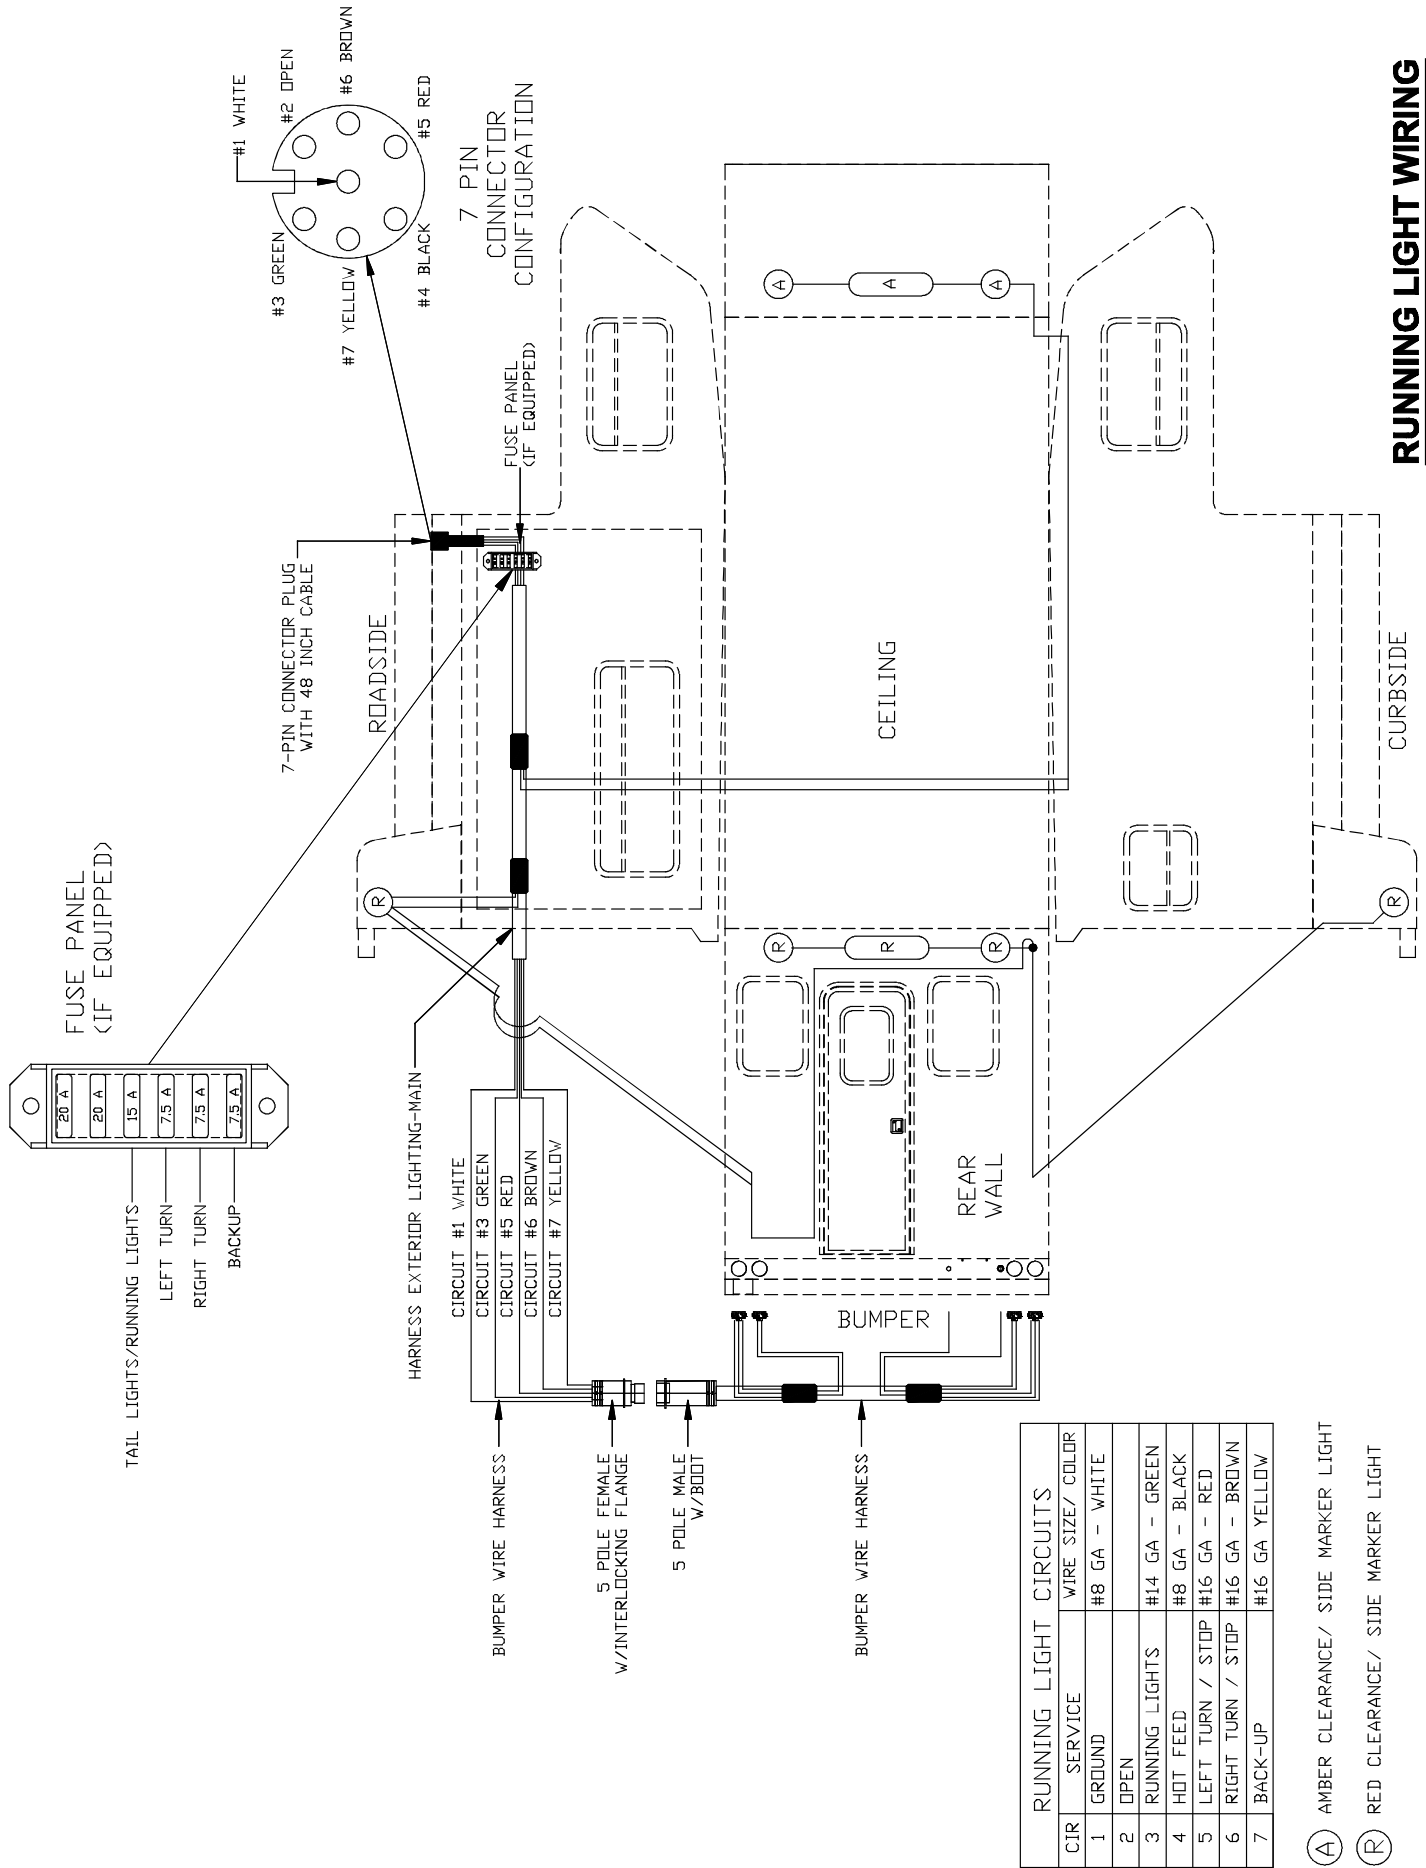 RUNNING LIGHT WIRING
#1 WHITE
#2 OPEN
#6 BROWN
#5 RED
#4 BLACK
#7 YELLOW
#3 GREEN
7 PIN
CONNECTOR
CONFIGURATION
FUSE PANEL
(IF EQUIPPED)
7-PIN CONNECTOR PLUG
WITH 48 INCH CABLE
ROADSIDE
CEILING
CURBSIDE
A
A
A
FUSE PANEL
(IF EQUIPPED)
20 A
20 A
15 A
7.5 A
7.5 A
7.5 A
TAIL LIGHTS/RUNNING LIGHTS
LEFT TURN
RIGHT TURN
BACKUP
R
R
R
R
R
HARNESS EXTERIOR LIGHTING-MAIN
CIRCUIT #1 WHITE
CIRCUIT #3 GREEN
CIRCUIT #5 RED
CIRCUIT #6 BROWN
CIRCUIT #7 YELLOW
REAR
WALL
BUMPER
BUMPER WIRE HARNESS
5 POLE FEMALE
W/INTERLOCKING FLANGE
5 POLE MALE
W/BOOT
BUMPER WIRE HARNESS
RUNNING LIGHT CIRCUITS
CIR SERVICE WIRE SIZE/ COLOR
1 GROUND #8 GA - WHITE
2 OPEN
3 RUNNING LIGHTS #14 GA - GREEN
4 HOT FEED #8 GA - BLACK
5 LEFT TURN / STOP #16 GA - RED
6 RIGHT TURN / STOP #16 GA - BROWN
7 BACK-UP #16 GA YELLOW
A AMBER CLEARANCE/ SIDE MARKER LIGHT
R RED CLEARANCE/ SIDE MARKER LIGHT